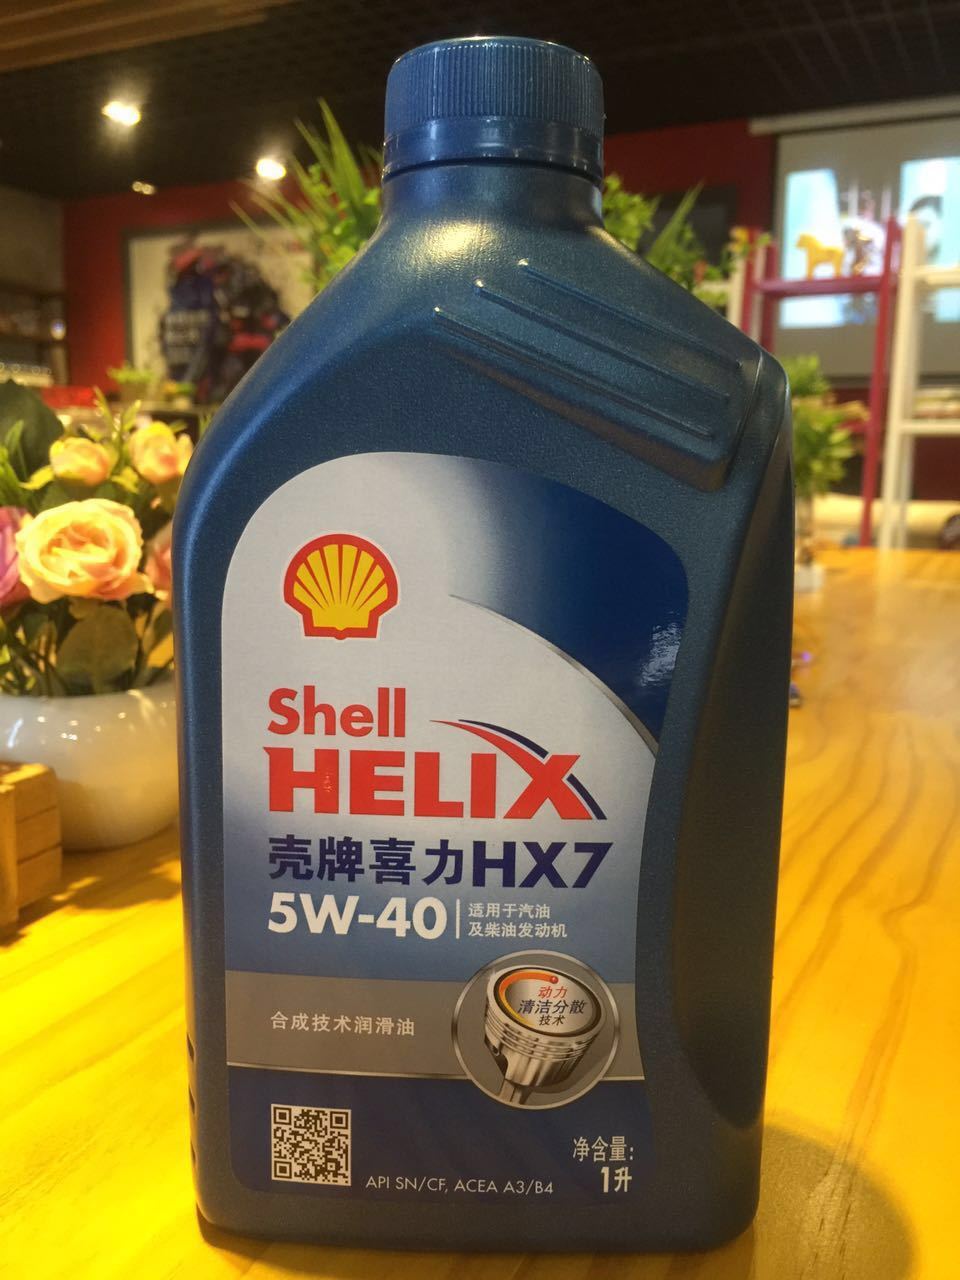 Shell
HELIX
壳牌喜力HX7
5W-40
适用于汽油
及柴油发动机
动力
清洁分散
技术
合成技术润滑油
净含量:
1升
API SN/CF, ACEA A3/B4